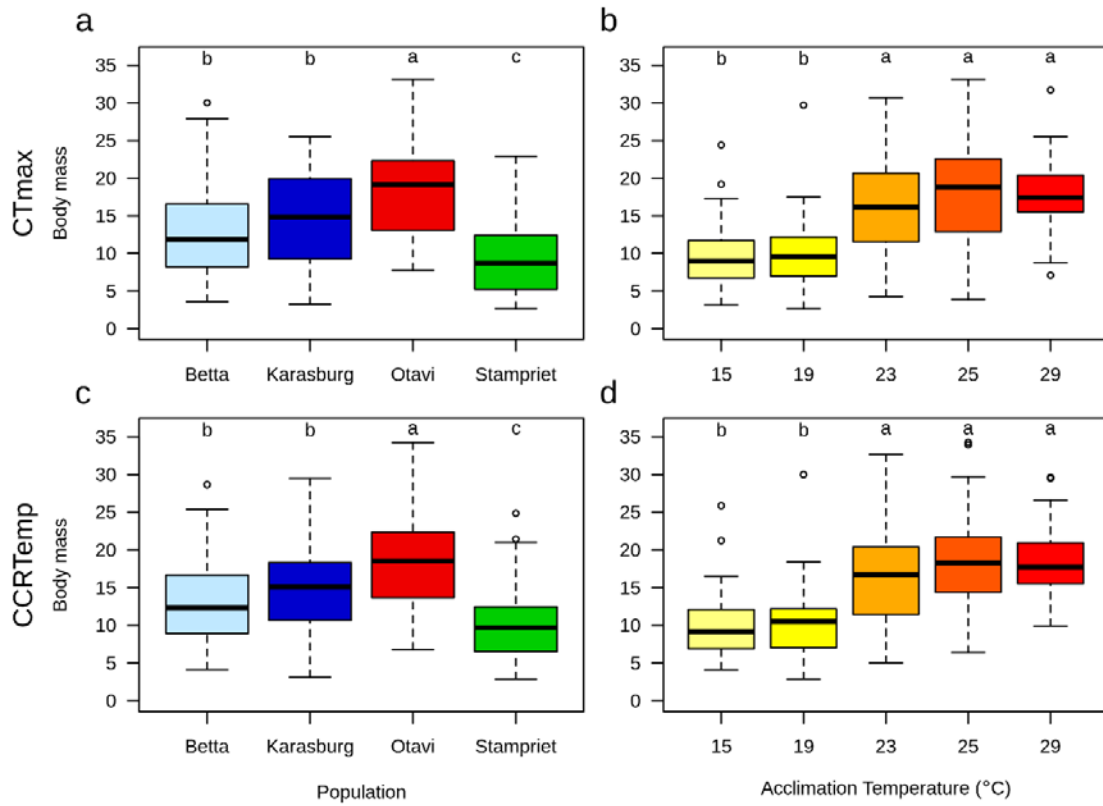 a
b
CTmax
Body mass
35
30
25
20
15
10
5
0
b
b
a
c
Betta
Karasburg
Otavi
Stampriet
35
30
25
20
15
10
5
0
b
b
a
a
a
15
19
23
25
29
c
d
CCRTemp
Body mass
35
30
25
20
15
10
5
0
b
b
a
c
Betta
Karasburg
Otavi
Stampriet
Population
35
30
25
20
15
10
5
0
b
b
a
a
a
15
19
23
25
29
Acclimation Temperature (°C)